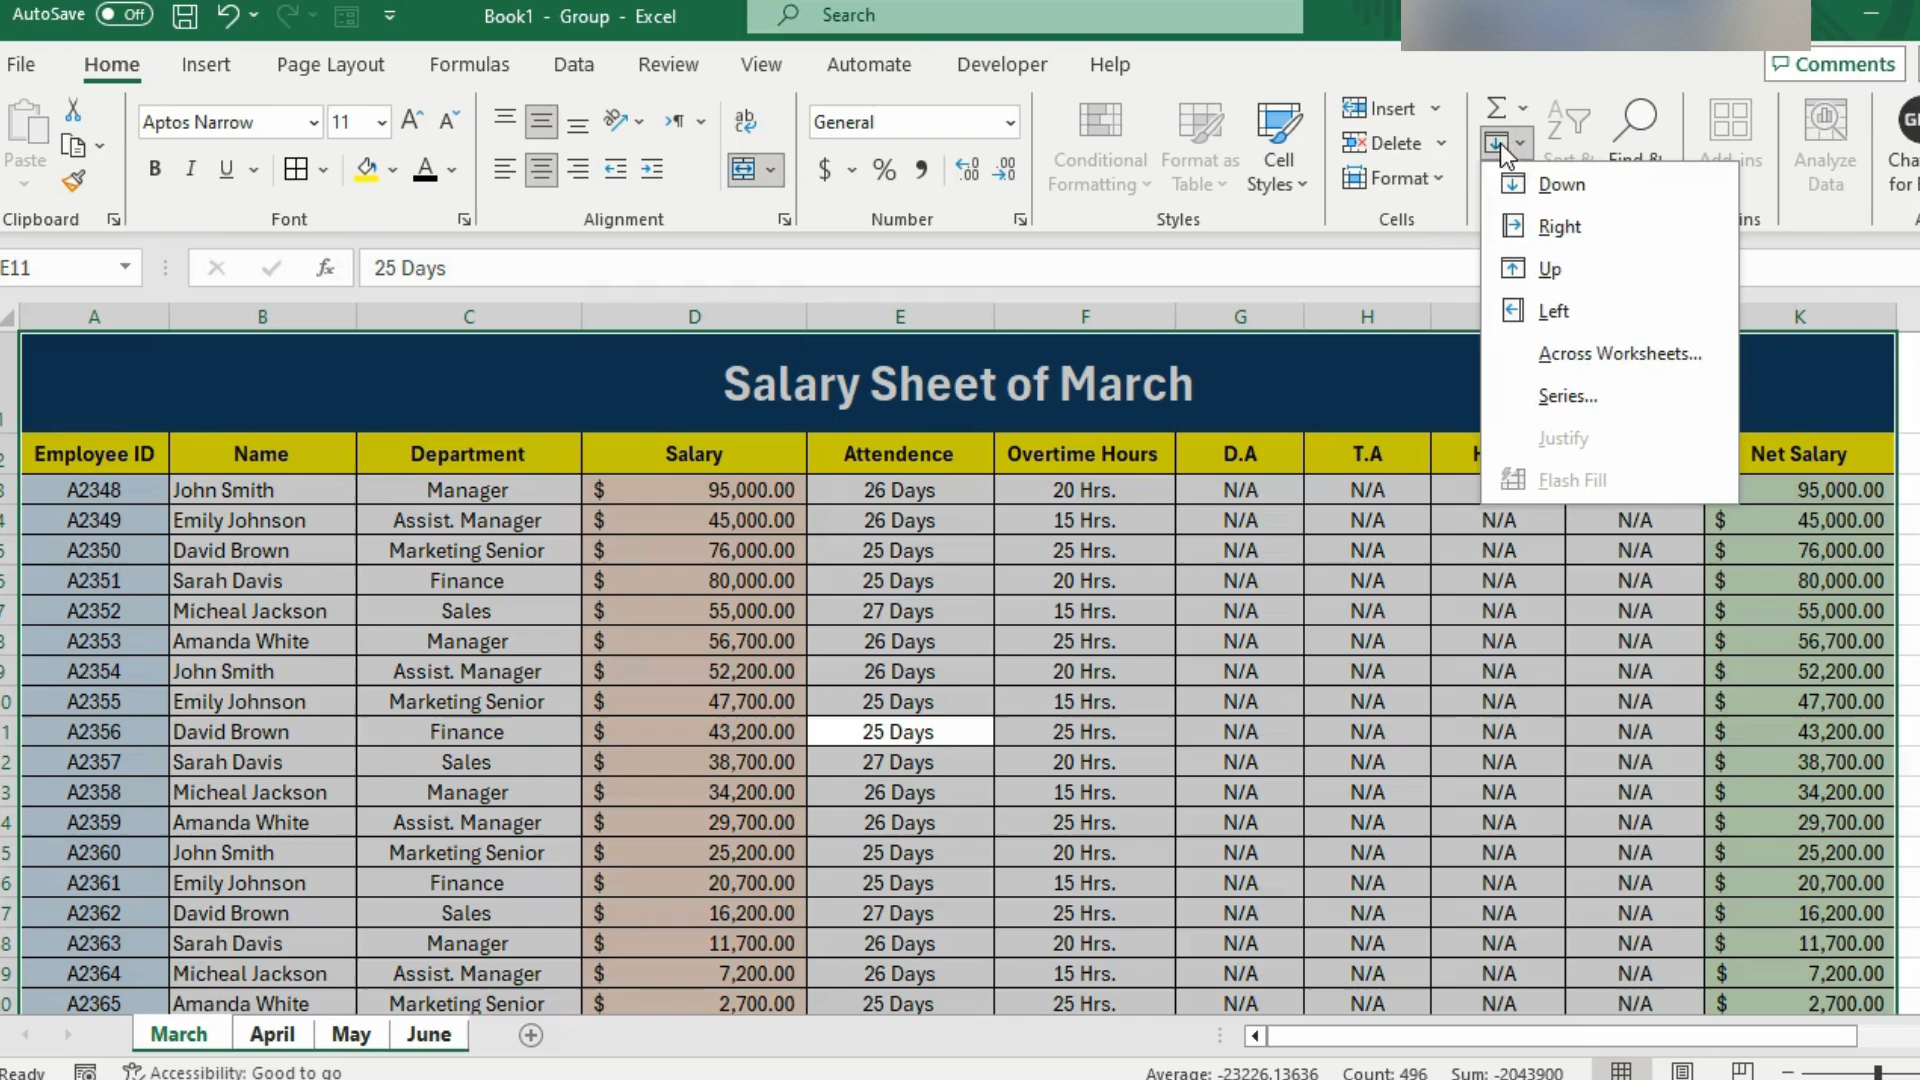 AutoSave Off Book1 - Group - Excel Search
File Home Insert Page Layout Formulas Data Review View Automate Developer Help Comments
Aptos Narrow 11 General Insert
Paste B I U $ % Conditional Formatting Format as Table Cell Styles Delete Analyze Data
Format
Clipboard Font Alignment Number Styles Cells
Down
Right
Up
Left
Across Worksheets...
Series...
Justify
Flash Fill
E11 fx 25 Days
A B C D E F G H K
Salary Sheet of March
Employee ID Name Department Salary Attendence Overtime Hours D.A T.A Net Salary
A2348 John Smith Manager $ 95,000.00 26 Days 20 Hrs. N/A N/A 95,000.00
A2349 Emily Johnson Assist. Manager $ 45,000.00 26 Days 15 Hrs. N/A N/A N/A N/A $ 45,000.00
A2350 David Brown Marketing Senior $ 76,000.00 25 Days 25 Hrs. N/A N/A N/A N/A $ 76,000.00
A2351 Sarah Davis Finance $ 80,000.00 25 Days 20 Hrs. N/A N/A N/A N/A $ 80,000.00
A2352 Micheal Jackson Sales $ 55,000.00 27 Days 15 Hrs. N/A N/A N/A N/A $ 55,000.00
A2353 Amanda White Manager $ 56,700.00 26 Days 25 Hrs. N/A N/A N/A N/A $ 56,700.00
A2354 John Smith Assist. Manager $ 52,200.00 26 Days 20 Hrs. N/A N/A N/A N/A $ 52,200.00
A2355 Emily Johnson Marketing Senior $ 47,700.00 25 Days 15 Hrs. N/A N/A N/A N/A $ 47,700.00
A2356 David Brown Finance $ 43,200.00 25 Days 25 Hrs. N/A N/A N/A N/A $ 43,200.00
A2357 Sarah Davis Sales $ 38,700.00 27 Days 20 Hrs. N/A N/A N/A N/A $ 38,700.00
A2358 Micheal Jackson Manager $ 34,200.00 26 Days 15 Hrs. N/A N/A N/A N/A $ 34,200.00
A2359 Amanda White Assist. Manager $ 29,700.00 26 Days 25 Hrs. N/A N/A N/A N/A $ 29,700.00
A2360 John Smith Marketing Senior $ 25,200.00 25 Days 20 Hrs. N/A N/A N/A N/A $ 25,200.00
A2361 Emily Johnson Finance $ 20,700.00 25 Days 15 Hrs. N/A N/A N/A N/A $ 20,700.00
A2362 David Brown Sales $ 16,200.00 27 Days 25 Hrs. N/A N/A N/A N/A $ 16,200.00
A2363 Sarah Davis Manager $ 11,700.00 26 Days 20 Hrs. N/A N/A N/A N/A $ 11,700.00
A2364 Micheal Jackson Assist. Manager $ 7,200.00 26 Days 15 Hrs. N/A N/A N/A N/A $ 7,200.00
A2365 Amanda White Marketing Senior $ 2,700.00 25 Days 25 Hrs. N/A N/A N/A N/A $ 2,700.00
March April May June
Ready Accessibility: Good to go Average: -23226.13636 Count: 496 Sum: -2043900